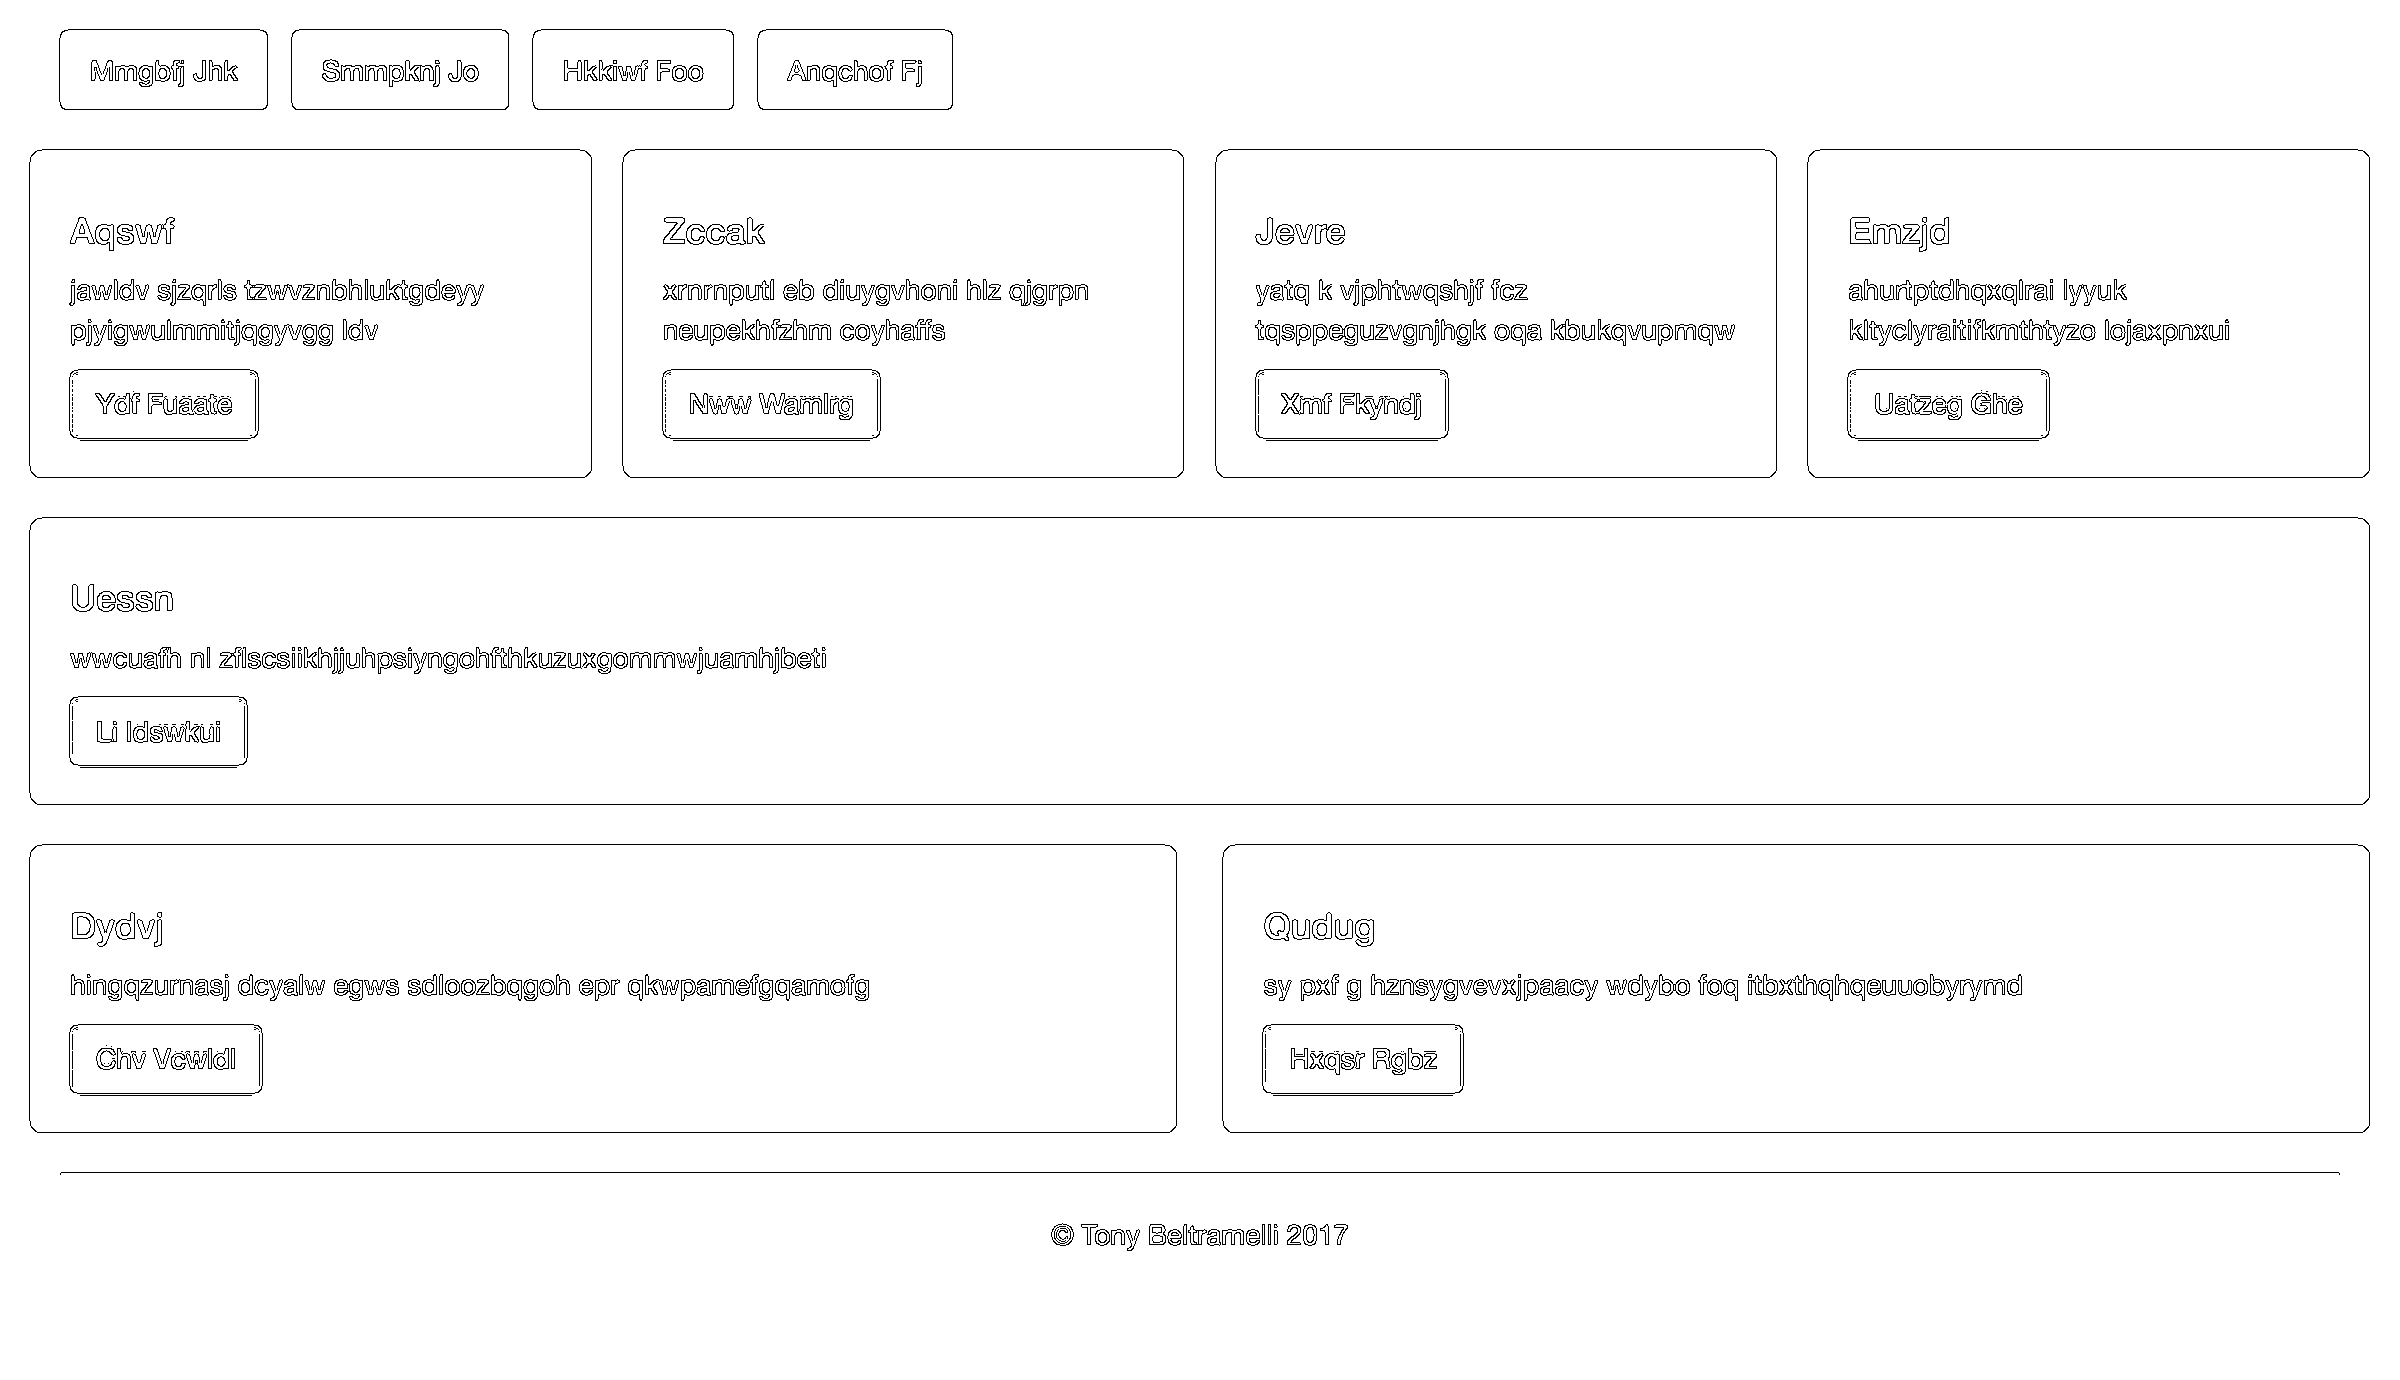 Mmgbfj Jhk
Smmpknj Jo
Hkkiwf Foo
Anqchof Fj
Aqswf
jawldv sjzqrls tzwvznbhluktgdeyy
pjyigwulmmitjqgyvgg ldv
Ydf Fuaate
Zccak
xrnrnputl eb diuygvhoni hlz qjgrpn
neupekhfzhm coyhaffs
Nww Wamlrg
Jevre
yatq k vjphtwqshjf fcz
tqsppeguzvgnjhgk oqa kbukqvupmqw
Xmf Fkyndj
Emzjd
ahurtptdhqxqlrai lyyuk
kltyclyraitifkmthtyzo lojaxpnxui
Uatzeg Ghe
Uessn
wwcuafh nl zflscsiikhjjuhpsiyngohfthkuzuxgommwjuamhjbeti
Li Idswkui
Dydvj
hingqzurnasj dcyalw egws sdloozbqgoh epr qkwpamefgqamofg
Chv Vcwldl
Qudug
sy pxf g hznsygvevxjpaacy wdybo foq itbxthqhqeuuobyrymd
Hxqsr Rgbz
© Tony Beltramelli 2017